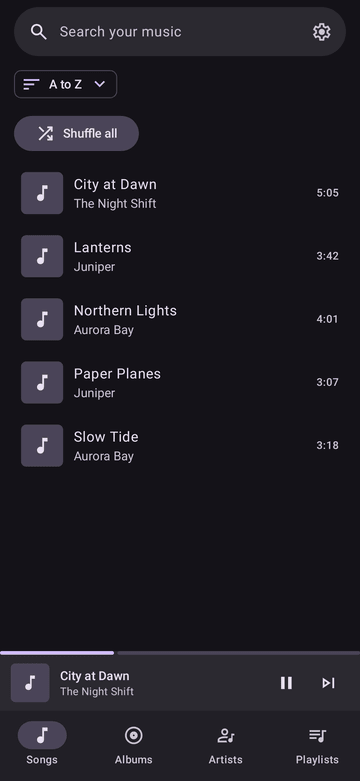 Search your music
A to Z
Shuffle all
City at Dawn
The Night Shift
5:05
Lanterns
Juniper
3:42
Northern Lights
Aurora Bay
4:01
Paper Planes
Juniper
3:07
Slow Tide
Aurora Bay
3:18
City at Dawn
The Night Shift
Songs
Albums
Artists
Playlists